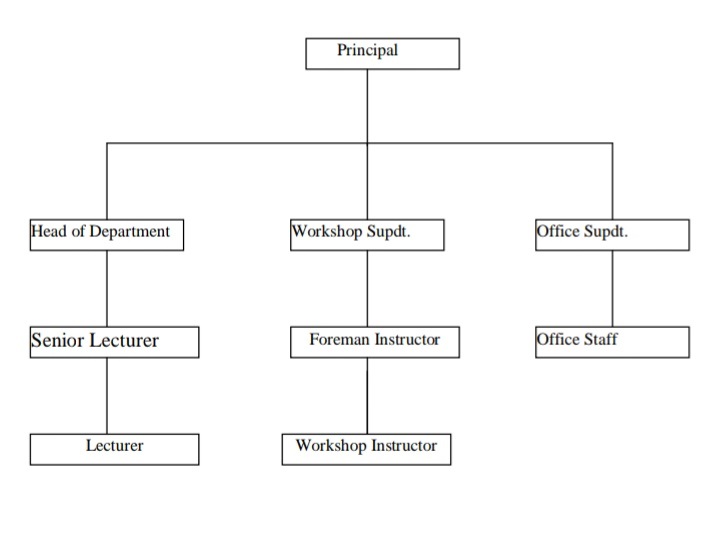 Principal
Head of Department
Workshop Supdt.
Office Supdt.
Senior Lecturer
Foreman Instructor
Office Staff
Lecturer
Workshop Instructor